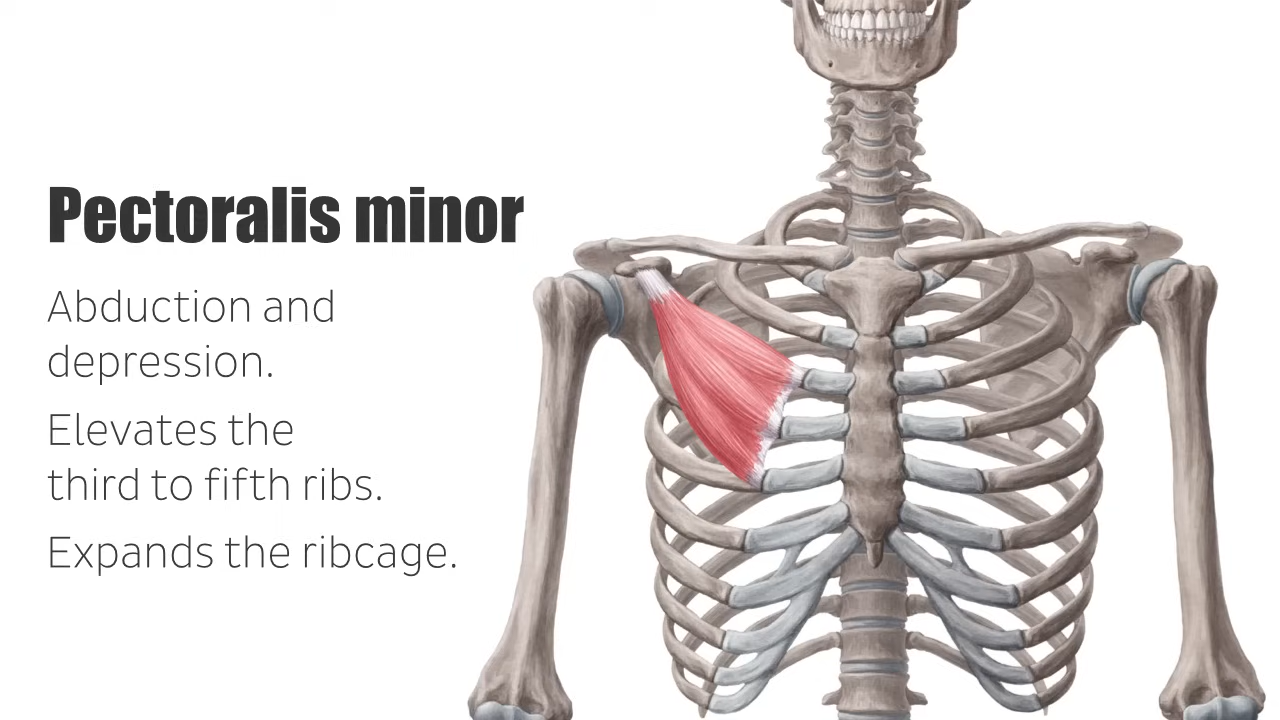 Pectoralis minor
Abduction and
depression.
Elevates the
third to fifth ribs.
Expands the ribcage.